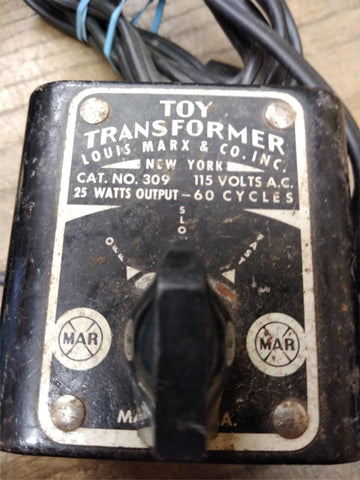 TOY
TRANSFORMER
LOUIS MARX & CO. INC.
NEW YORK
CAT. NO. 309 115 VOLTS A.C.
25 WATTS OUTPUT - 60 CYCLES
OFF
MAR
MAR